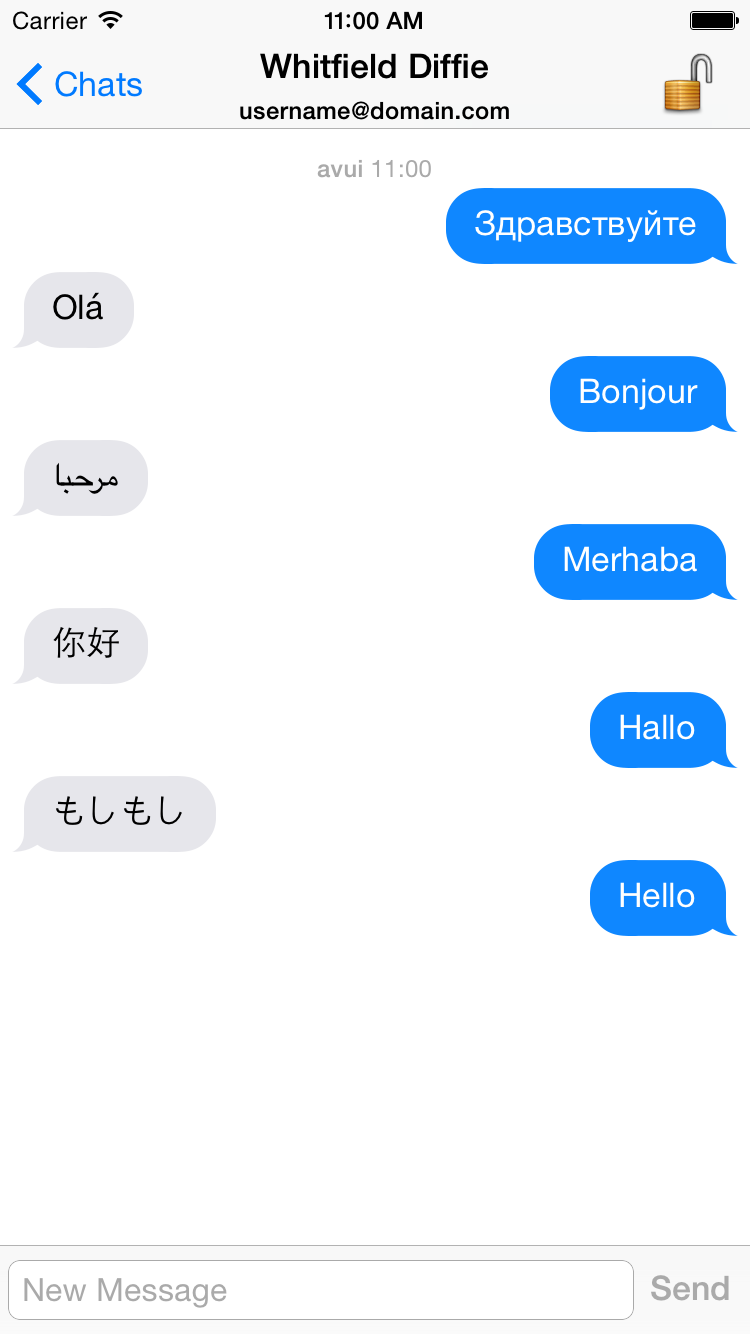 Carrier 11:00 AM
Whitfield Diffie
Chats
username@domain.com
avui 11:00
Здравствуйте
Olá
Bonjour
مرحبا
Merhaba
你好
Hallo
もしもし
Hello
New Message Send